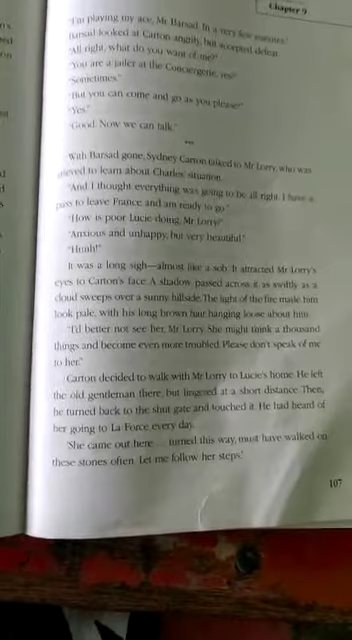 Chapter 9
"I'm playing my ace, Mr Barsad. In a very few minutes."
Barsad looked at Carton angrily, but accepted defeat.
"All right, what do you want of me?"
"You are a jailer at the Conciergerie, yes?"
"Sometimes."
"But you can come and go as you please?"
"Yes."
"Good. Now we can talk."
***
With Barsad gone, Sydney Carton talked to Mr Lorry, who was
grieved to learn about Charles' situation.
"And I thought everything was going to be all right. I have a
pass to leave France and am ready to go."
"How is poor Lucie doing, Mr Lorry?"
"Anxious and unhappy, but very beautiful."
"Hunh!"
It was a long sigh—almost like a sob. It attracted Mr Lorry's
eyes to Carton's face. A shadow passed across it as swiftly as a
cloud sweeps over a sunny hillside. The light of the fire made him
look pale, with his long brown hair hanging loose about him.
"I'd better not see her, Mr Lorry. She might think a thousand
things and become even more troubled. Please don't speak of me
to her."
Carton decided to walk with Mr Lorry to Lucie's home. He left
the old gentleman there, but lingered at a short distance. Then,
he turned back to the shut gate and touched it. He had heard of
her going to La Force every day.
'She came out here ... turned this way, must have walked on
these stones often. Let me follow her steps.'
107